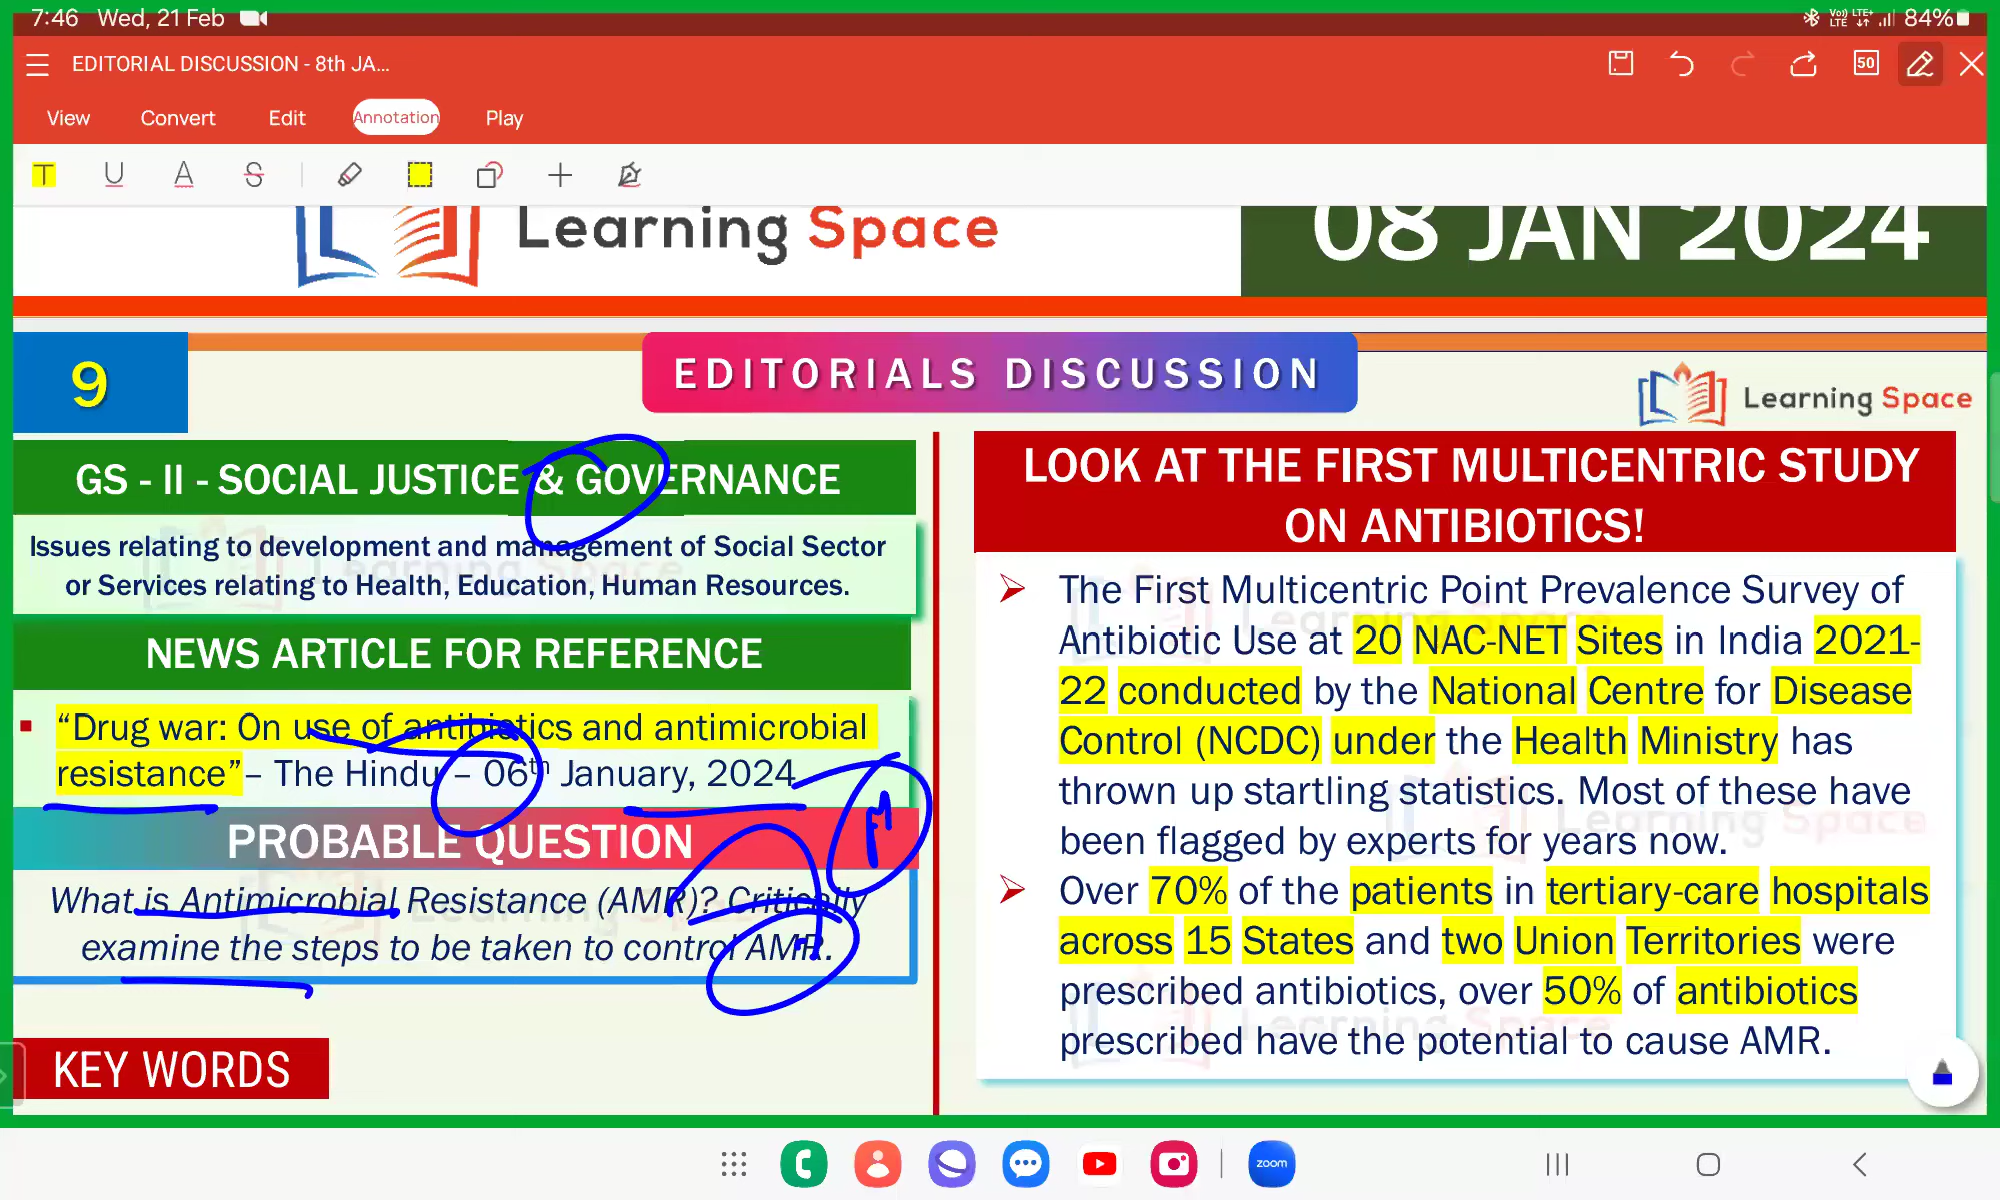 7:46 Wed, 21 Feb
Vo)) LTE LTE+ 84%
EDITORIAL DISCUSSION - 8th JA...
50
View Convert Edit Annotation Play
T U A S
Learning Space
08 JAN 2024
9
EDITORIALS DISCUSSION
Learning Space
GS - II - SOCIAL JUSTICE & GOVERNANCE
Issues relating to development and management of Social Sector
or Services relating to Health, Education, Human Resources.
NEWS ARTICLE FOR REFERENCE
▪ “Drug war: On use of antibiotics and antimicrobial
resistance”– The Hindu – 06th January, 2024
PROBABLE QUESTION
What is Antimicrobial Resistance (AMR)? Critically
examine the steps to be taken to control AMR.
KEY WORDS
LOOK AT THE FIRST MULTICENTRIC STUDY
ON ANTIBIOTICS!
The First Multicentric Point Prevalence Survey of
Antibiotic Use at 20 NAC-NET Sites in India 2021-
22 conducted by the National Centre for Disease
Control (NCDC) under the Health Ministry has
thrown up startling statistics. Most of these have
been flagged by experts for years now.
Over 70% of the patients in tertiary-care hospitals
across 15 States and two Union Territories were
prescribed antibiotics, over 50% of antibiotics
prescribed have the potential to cause AMR.
zoom